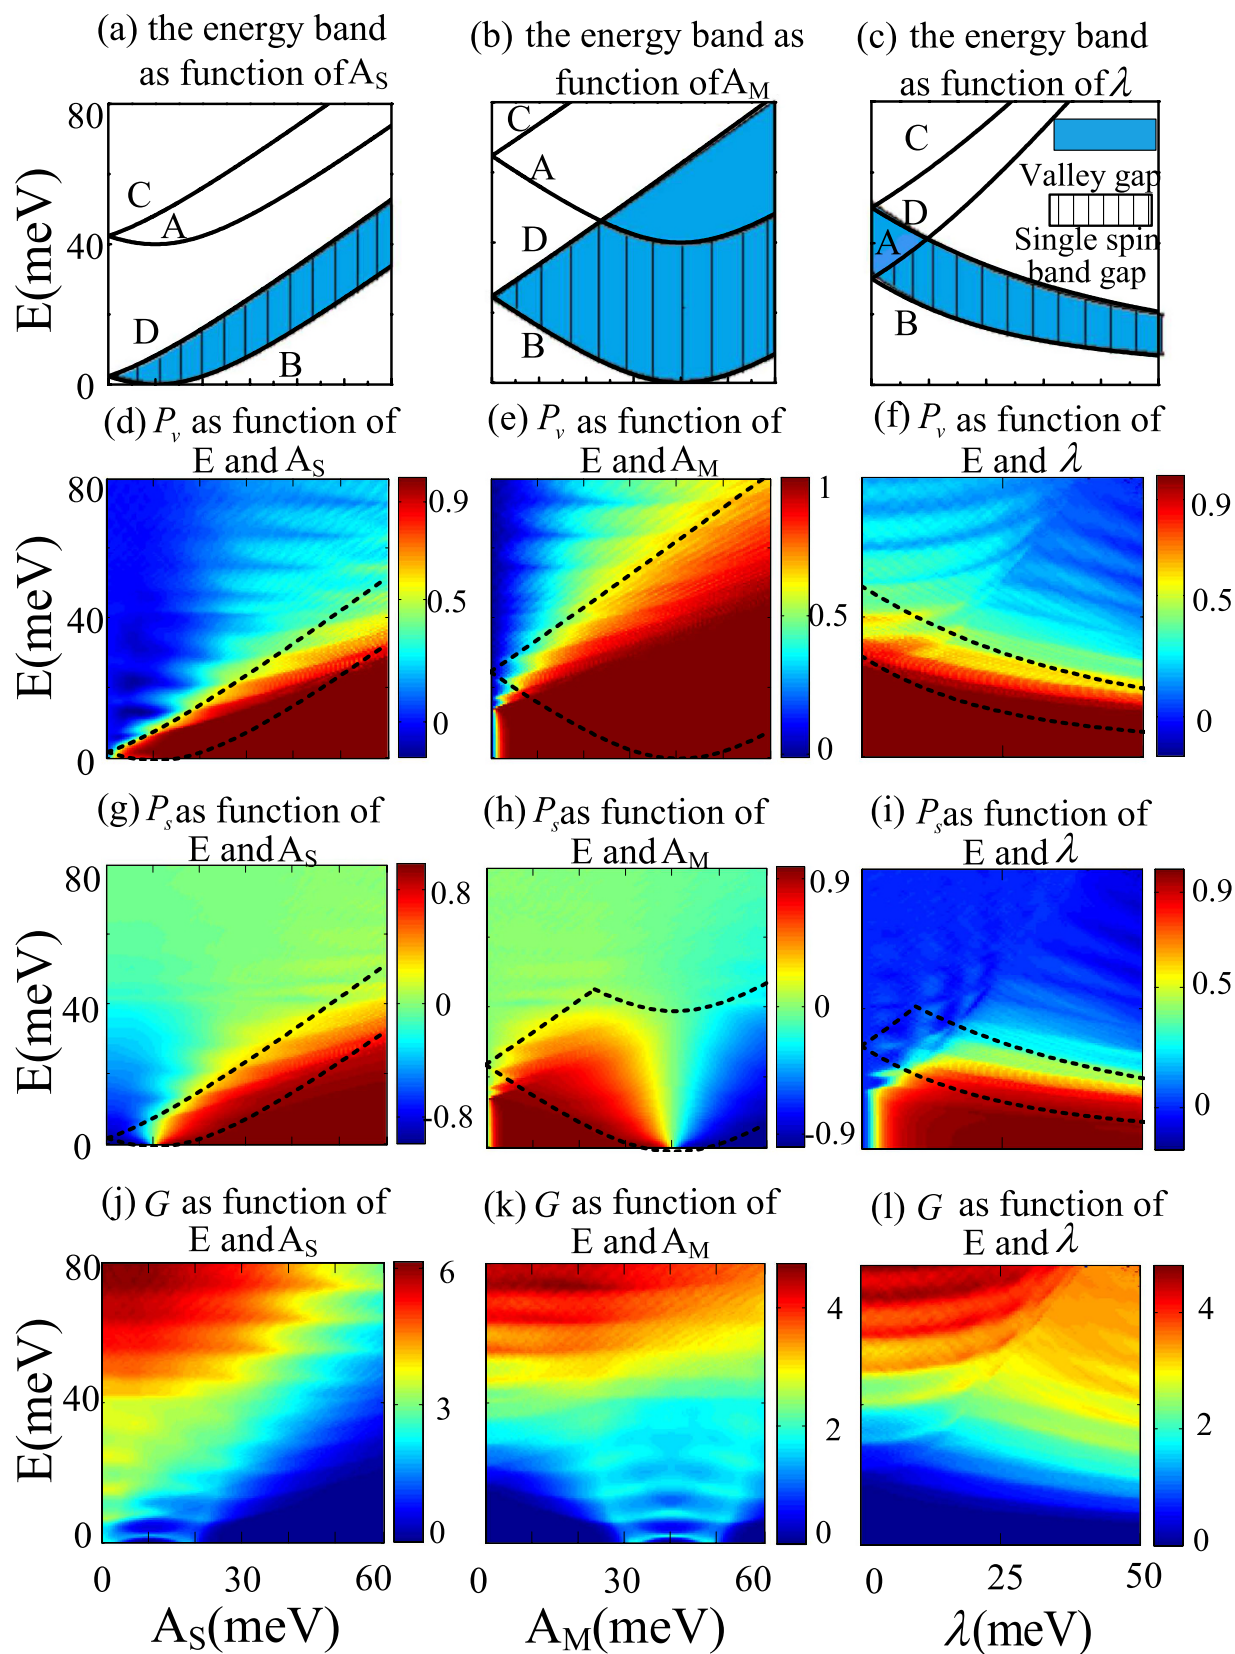 (a) the energy band
as function of A_S
(b) the energy band as
function of A_M
(c) the energy band
as function of λ
80
40
0
E(meV)
C
A
D
B
C
A
D
B
C
D
A
B
Valley gap
Single spin
band gap
(d) P_v as function of
E and A_S
(e) P_v as function of
E and A_M
(f) P_v as function of
E and λ
80
40
0
E(meV)
0.9
0.5
0
1
0.5
0
0.9
0.5
0
(g) P_s as function of
E and A_S
(h) P_s as function of
E and A_M
(i) P_s as function of
E and λ
80
40
0
E(meV)
0.8
0
-0.8
0.9
0
-0.9
0.9
0.5
0
(j) G as function of
E and A_S
(k) G as function of
E and A_M
(l) G as function of
E and λ
80
40
0
E(meV)
6
3
0
4
2
0
4
2
0
0 30 60
0 30 60
0 25 50
A_S(meV)
A_M(meV)
λ(meV)